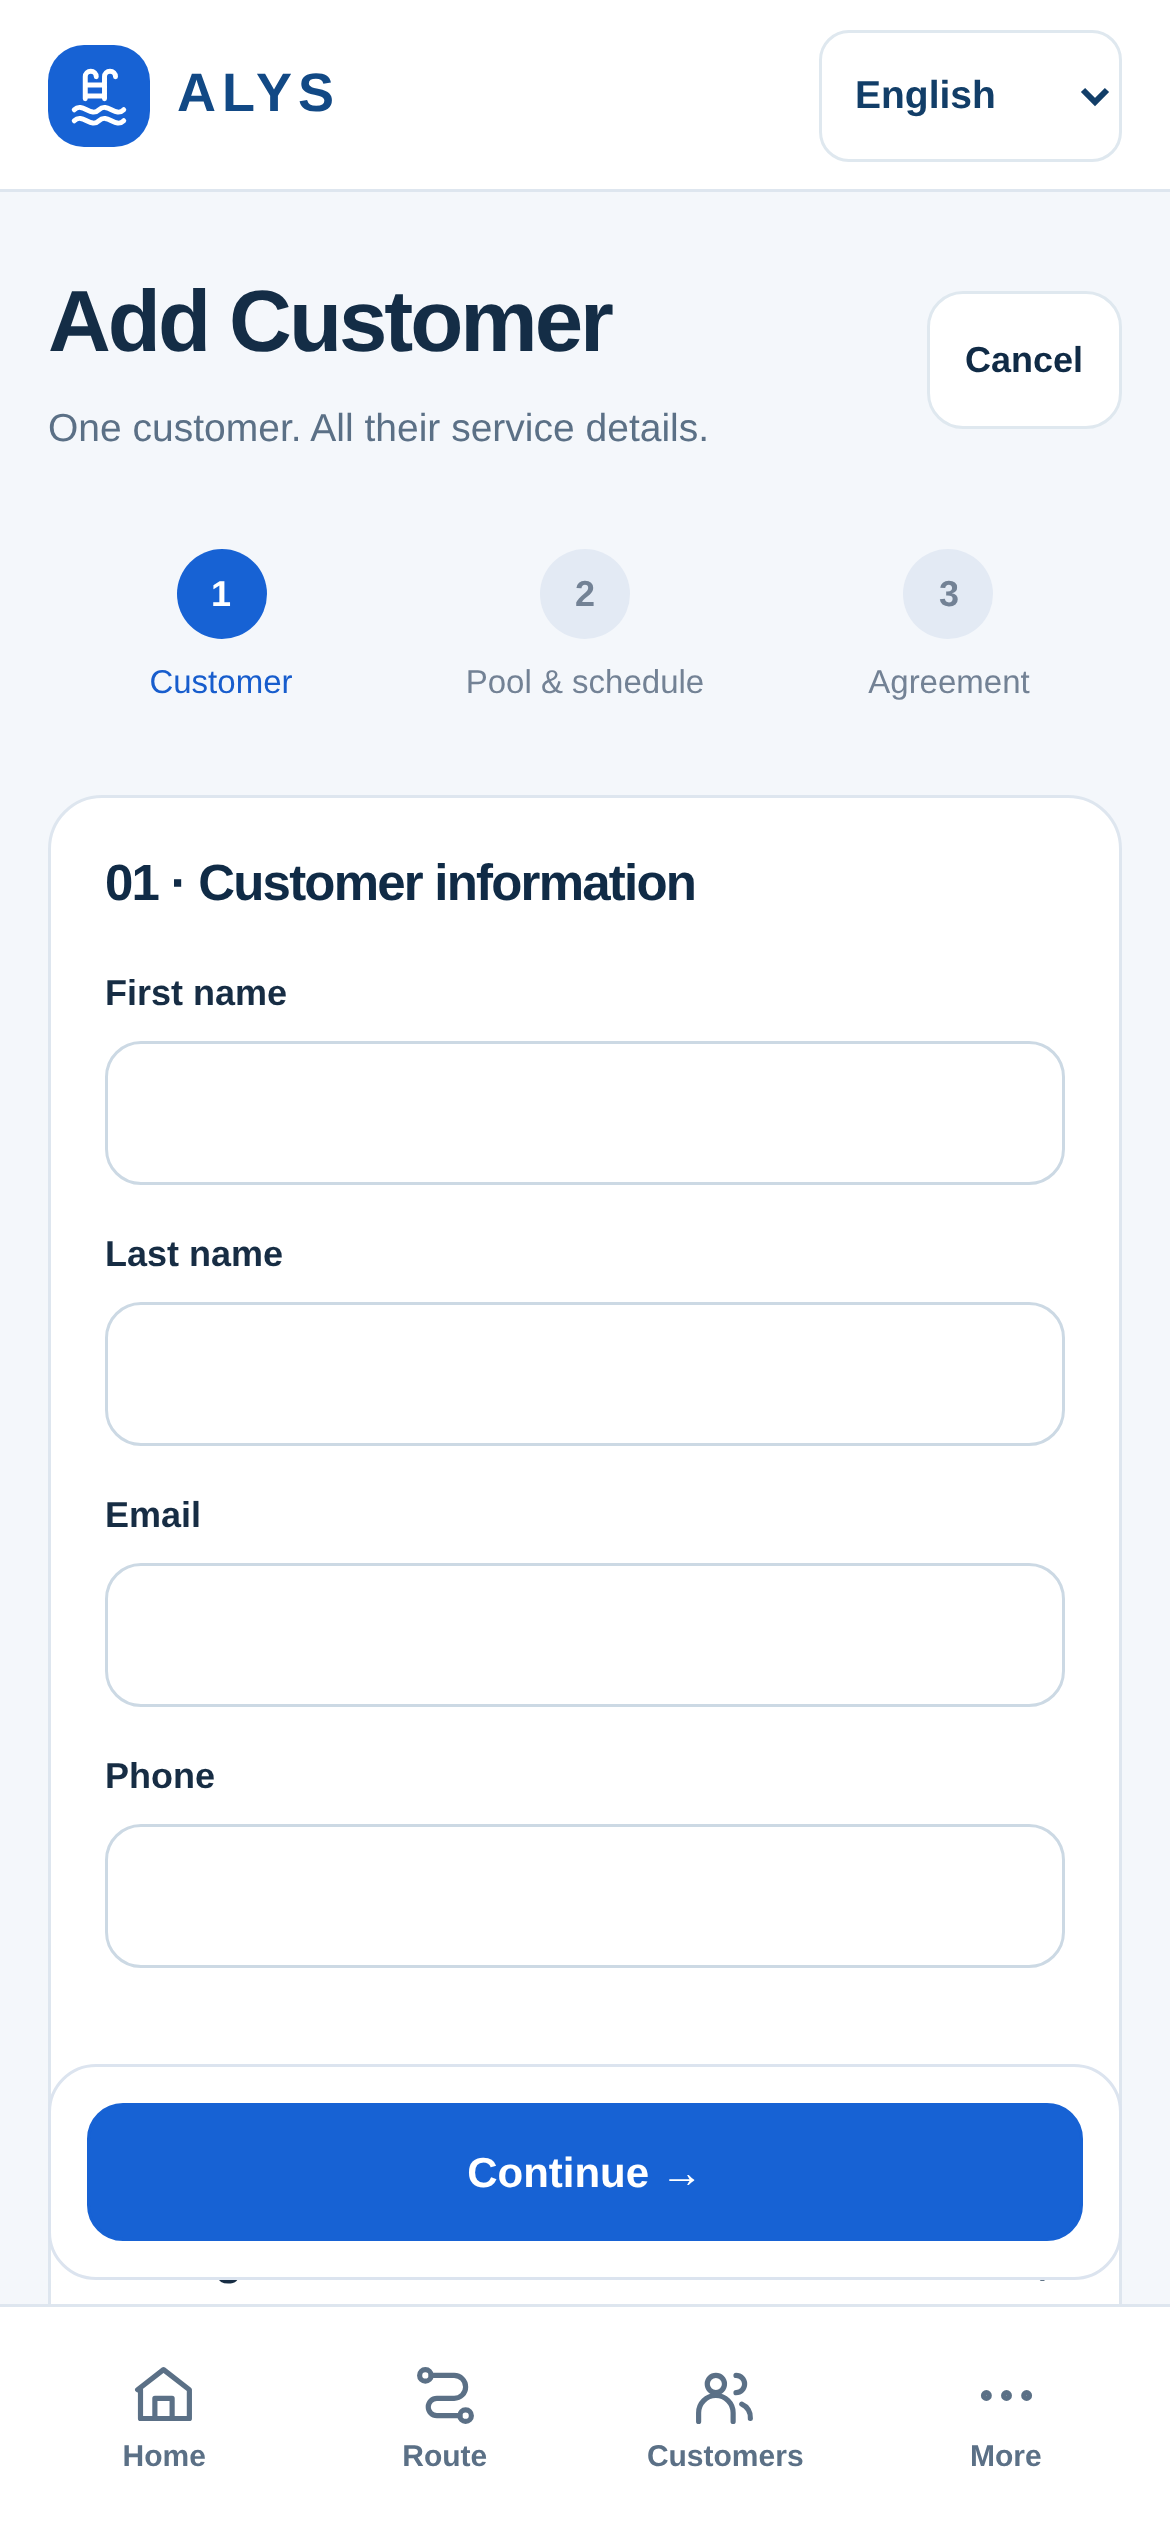 ALYS
English
Add Customer
Cancel
One customer. All their service details.
1
2
3
Customer
Pool & schedule
Agreement
01 · Customer information
First name
Last name
Email
Phone
Continue →
Home
Route
Customers
More